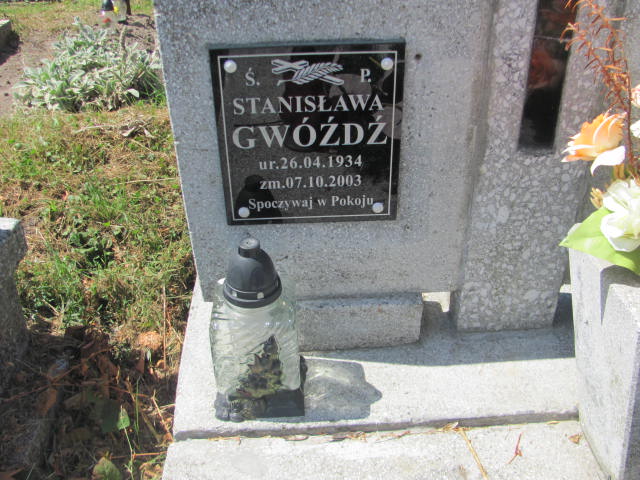 Ś. P.
STANISŁAWA
GWÓŹDŹ
ur.26.04.1934
zm.07.10.2003
Spoczywaj w Pokoju